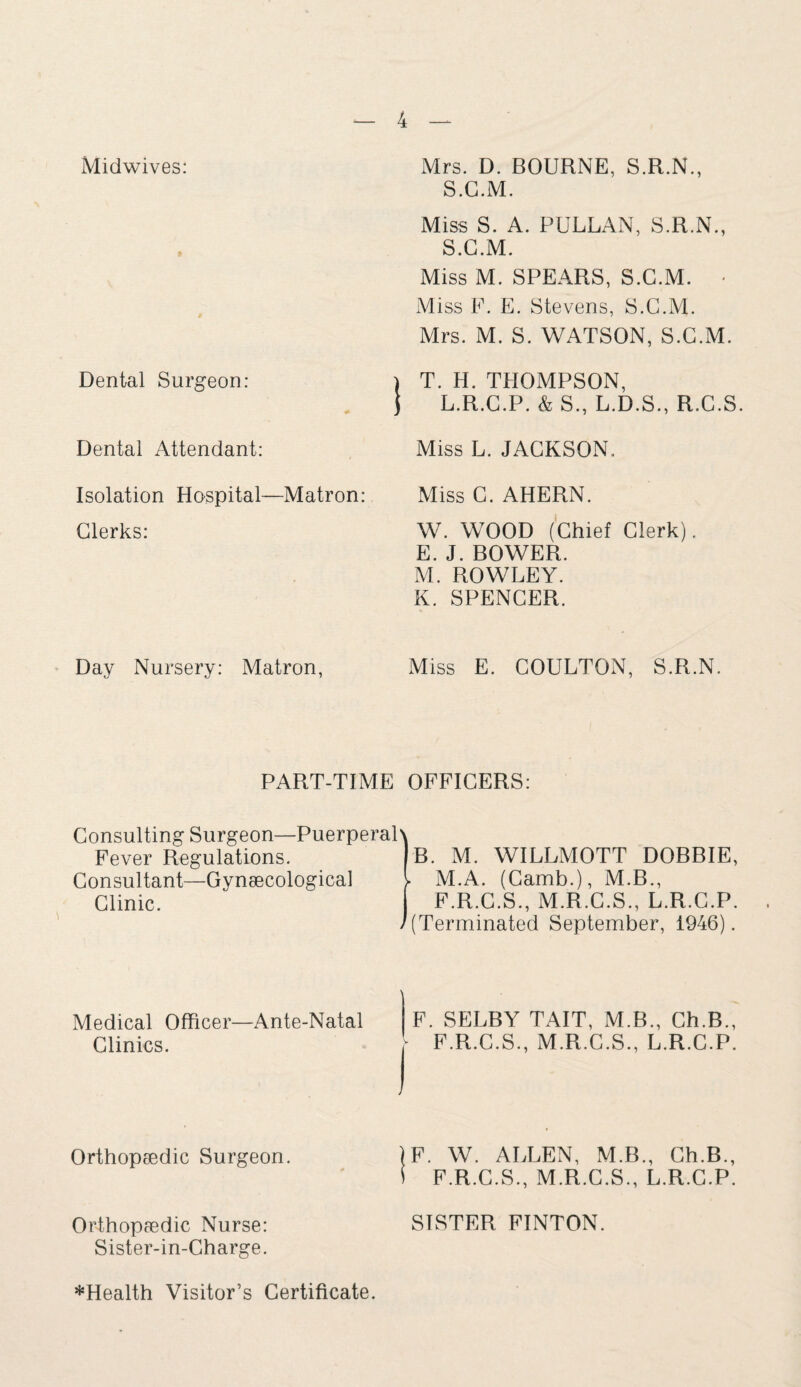 — 4 —
Midwives: Mrs. D. BOURNE, S.R.N.,
S.C.M.
Miss S. A. PULLAN, S.R.N.,
S.C.M.
Miss M. SPEARS, S.C.M.
Miss F. E. Stevens, S.C.M.
Mrs. M. S. WATSON, S.C.M.
Dental Surgeon: } T. H. THOMPSON,
L.R.C.P. & S., L.D.S., R.C.S.
Dental Attendant: Miss L. JACKSON.
Isolation Hospital—Matron: Miss C. AHERN.
Clerks: W. WOOD (Chief Clerk).
E. J. BOWER.
M. ROWLEY.
K. SPENCER.
Day Nursery: Matron, Miss E. COULTON, S.R.N.
PART-TIME OFFICERS:
Consulting Surgeon—Puerperal
Fever Regulations. B. M. WILLMOTT DOBBIE,
Consultant—Gynæcological } M.A. (Camb.), M.B.,
Clinic. F.R.C.S., M.R.C.S., L.R.C.P.
(Terminated September, 1946).
Medical Officer—Ante-Natal F. SELBY TAIT, M.B., Ch.B.,
Clinics. } F.R.C.S., M.R.C.S., L.R.C.P.
Orthopædic Surgeon. } F. W. ALLEN, M.B., Ch.B.,
F.R.C.S., M.R.C.S., L.R.C.P.
Orthopædic Nurse: SISTER FINTON.
Sister-in-Charge.
*Health Visitor's Certificate.